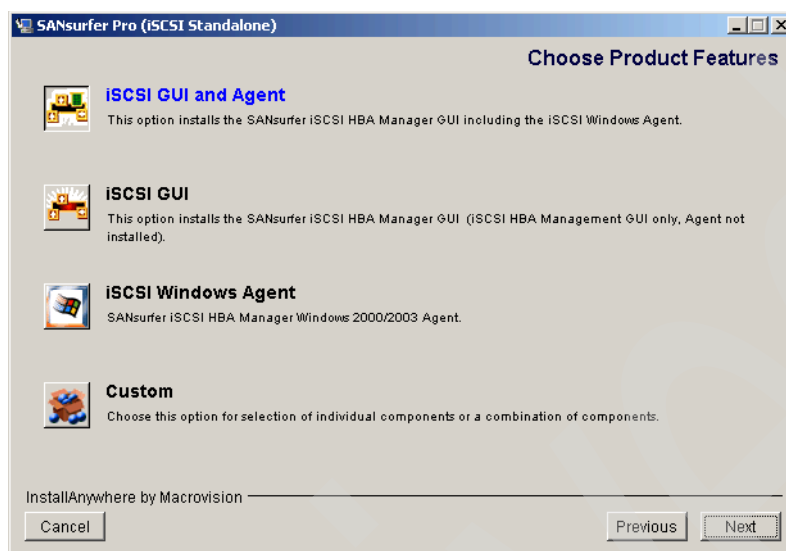 SANsurfer Pro (iSCSI Standalone)
Choose Product Features
iSCSI GUI and Agent
This option installs the SANsurfer iSCSI HBA Manager GUI including the iSCSI Windows Agent.
iSCSI GUI
This option installs the SANsurfer iSCSI HBA Manager GUI (iSCSI HBA Management GUI only, Agent not
installed).
iSCSI Windows Agent
SANsurfer iSCSI HBA Manager Windows 2000/2003 Agent.
Custom
Choose this option for selection of individual components or a combination of components.
InstallAnywhere by Macrovision
Cancel
Previous
Next